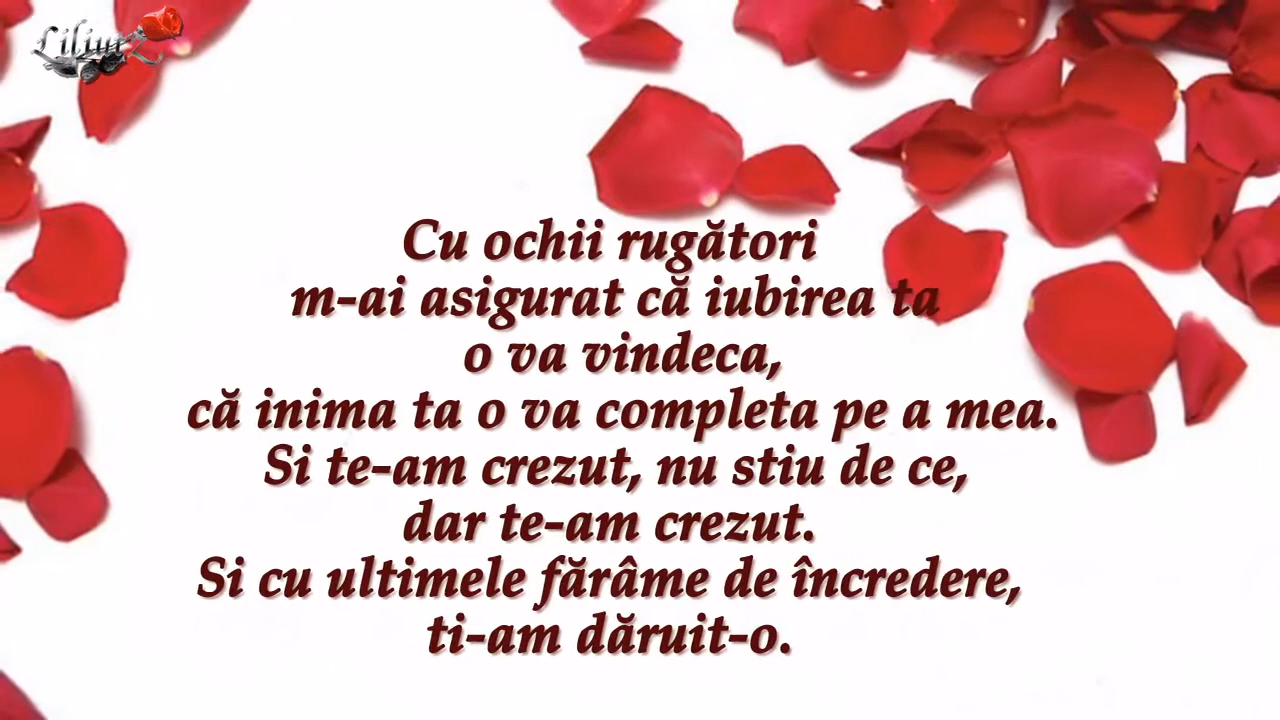 LiliumZ
Cu ochii rugători
m-ai asigurat că iubirea ta
o va vindeca,
că inima ta o va completa pe a mea.
Si te-am crezut, nu stiu de ce,
dar te-am crezut.
Si cu ultimele fărâme de încredere,
ti-am dăruit-o.